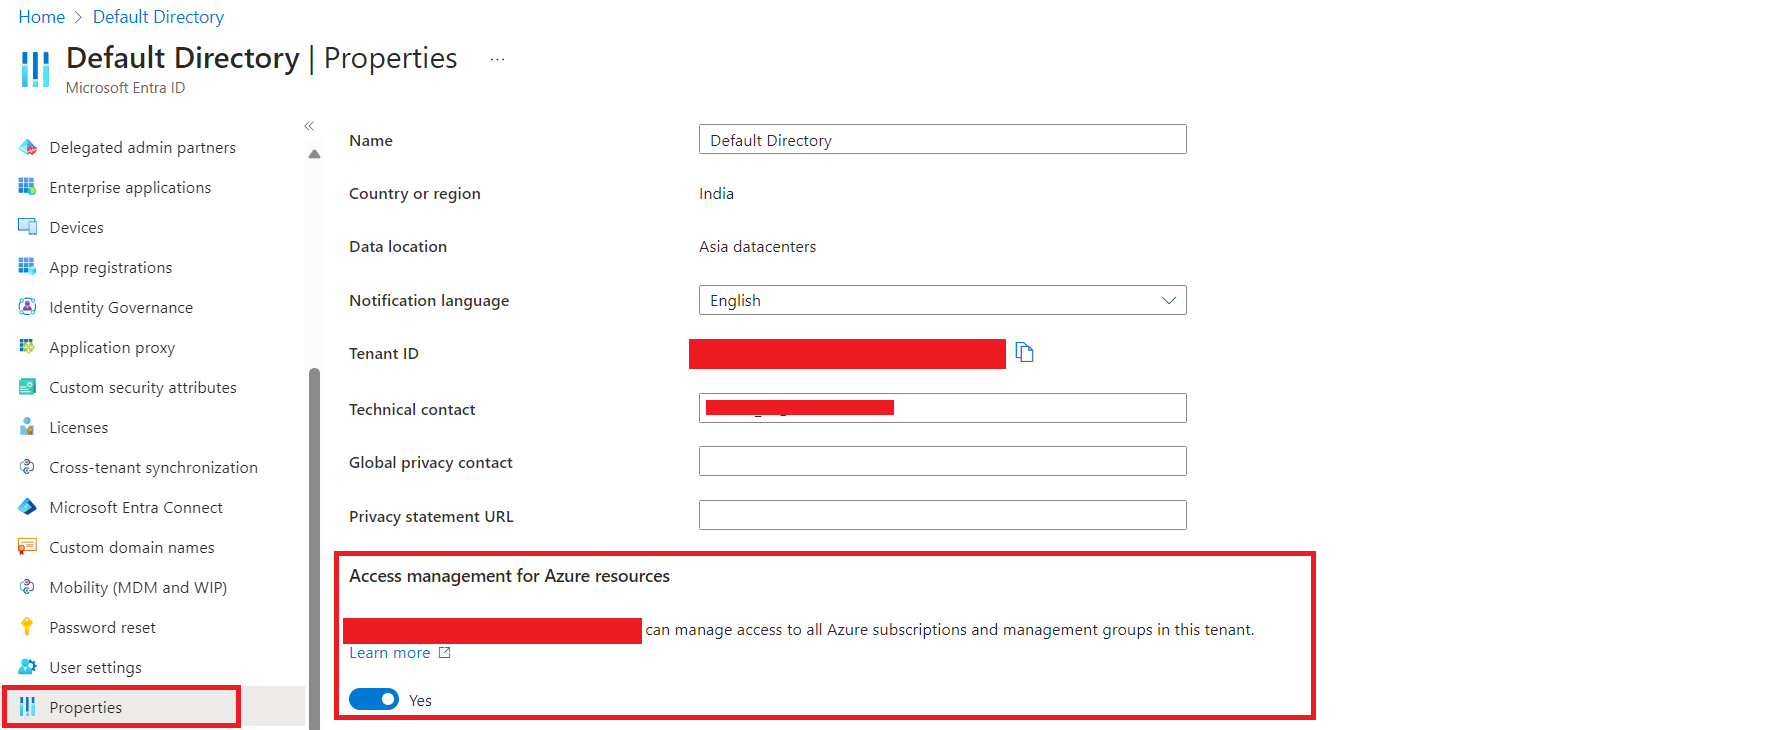 Home > Default Directory
Default Directory | Properties ...
Microsoft Entra ID
«
Delegated admin partners
Enterprise applications
Devices
App registrations
Identity Governance
Application proxy
Custom security attributes
Licenses
Cross-tenant synchronization
Microsoft Entra Connect
Custom domain names
Mobility (MDM and WIP)
Password reset
User settings
Properties
Name
Default Directory
Country or region
India
Data location
Asia datacenters
Notification language
English
Tenant ID
Technical contact
Global privacy contact
Privacy statement URL
Access management for Azure resources
can manage access to all Azure subscriptions and management groups in this tenant.
Learn more
Yes